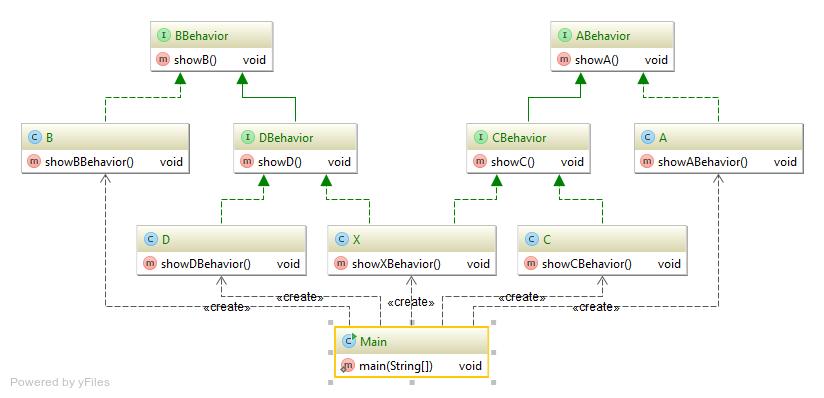 I BBehavior
m showB() void
I ABehavior
m showA() void
C B
m showBBehavior() void
I DBehavior
m showD() void
I CBehavior
m showC() void
C A
m showABehavior() void
C D
m showDBehavior() void
C X
m showXBehavior() void
C C
m showCBehavior() void
«create»
«create»
«create»
«create»
«create»
C Main
m main(String[]) void
Powered by yFiles